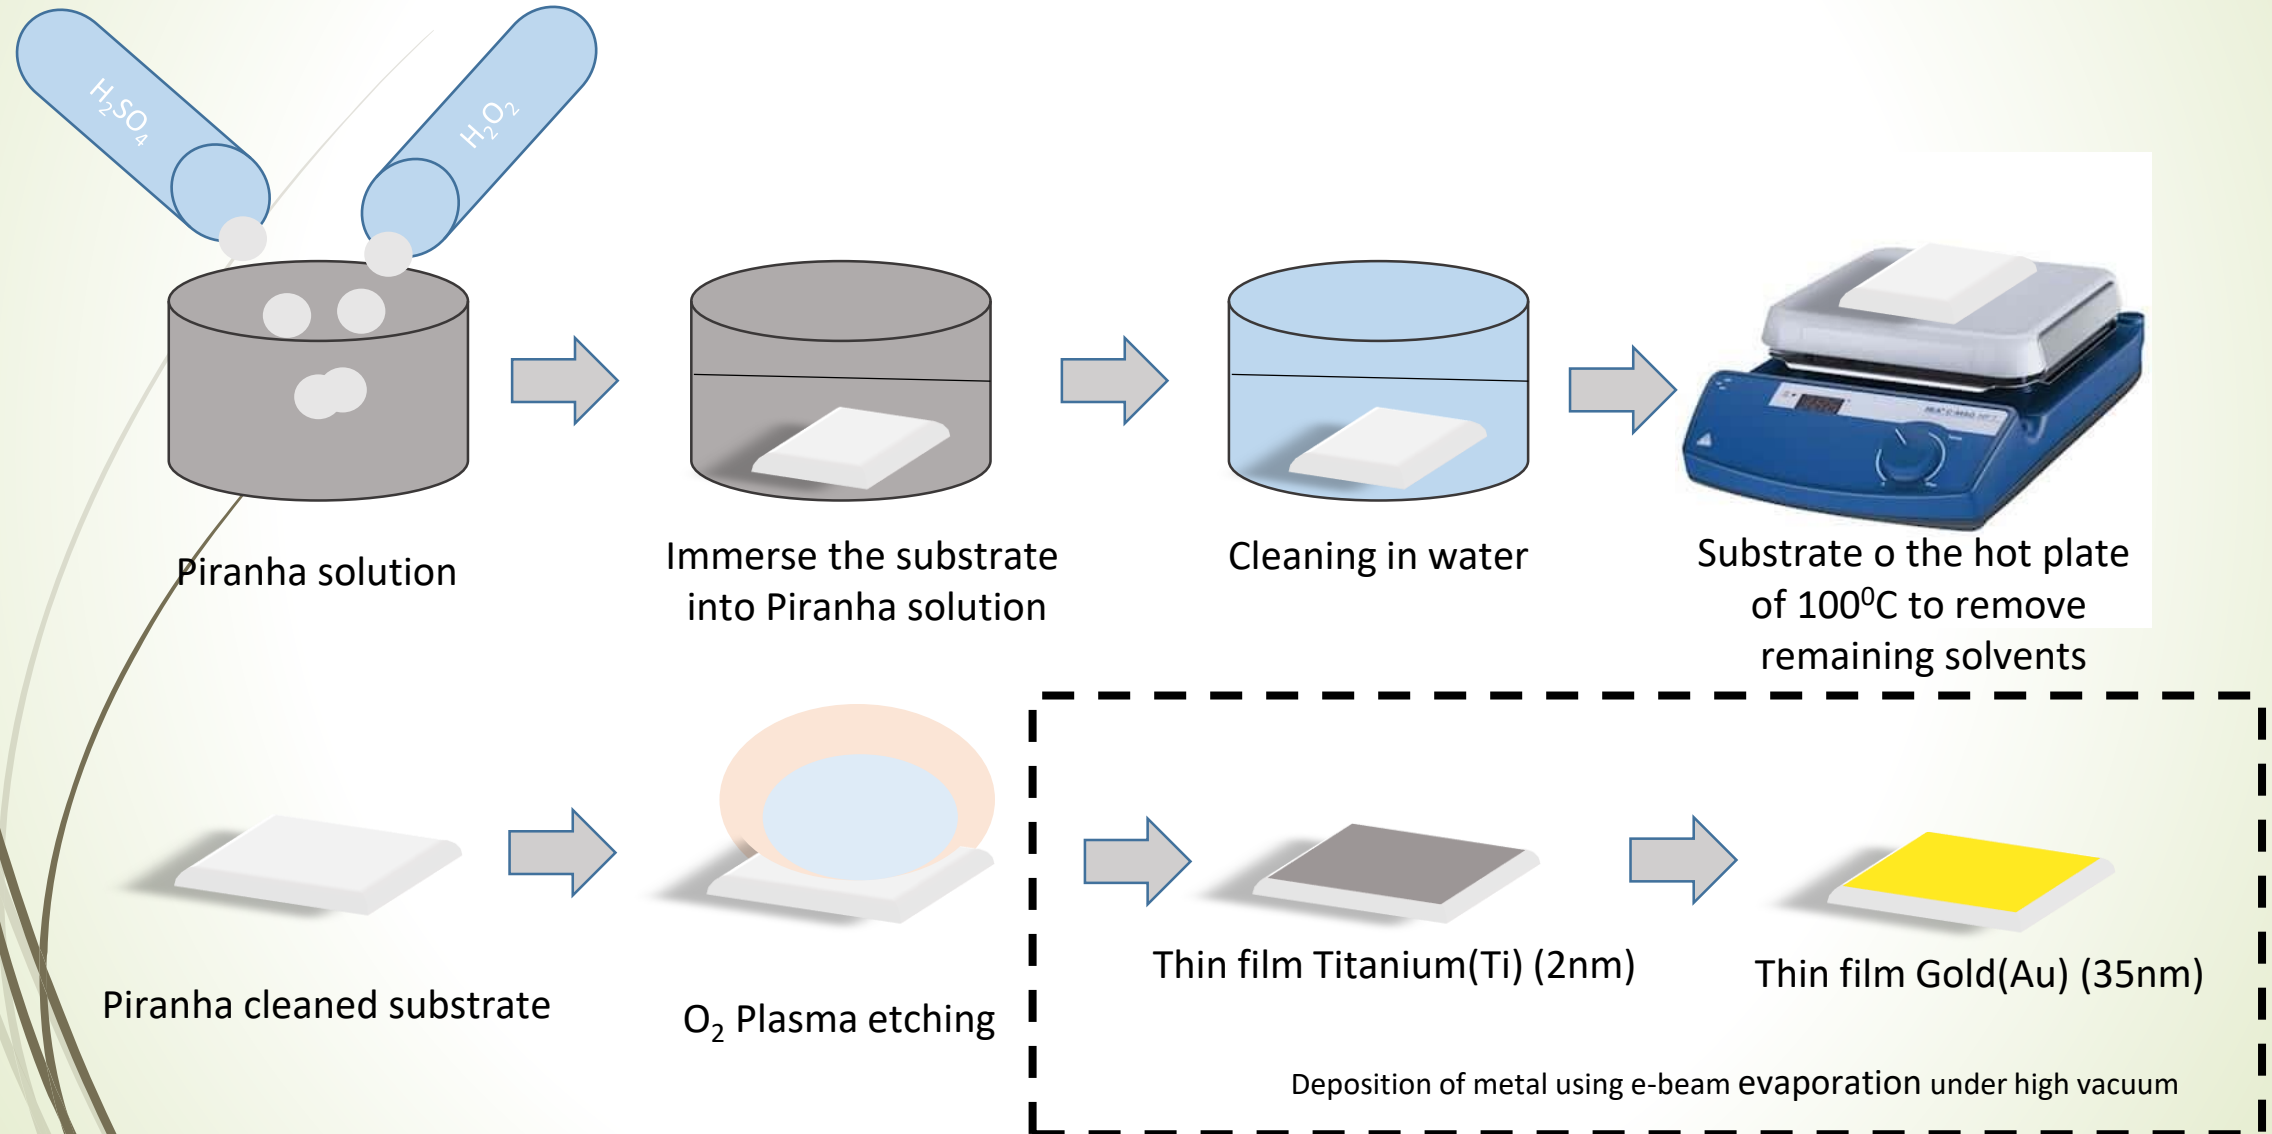 H₂SO₄
H₂O₂
Piranha solution
Immerse the substrate
into Piranha solution
Cleaning in water
Substrate o the hot plate
of 100⁰C to remove
remaining solvents
Piranha cleaned substrate
O₂ Plasma etching
Thin film Titanium(Ti) (2nm)
Thin film Gold(Au) (35nm)
Deposition of metal using e-beam evaporation under high vacuum